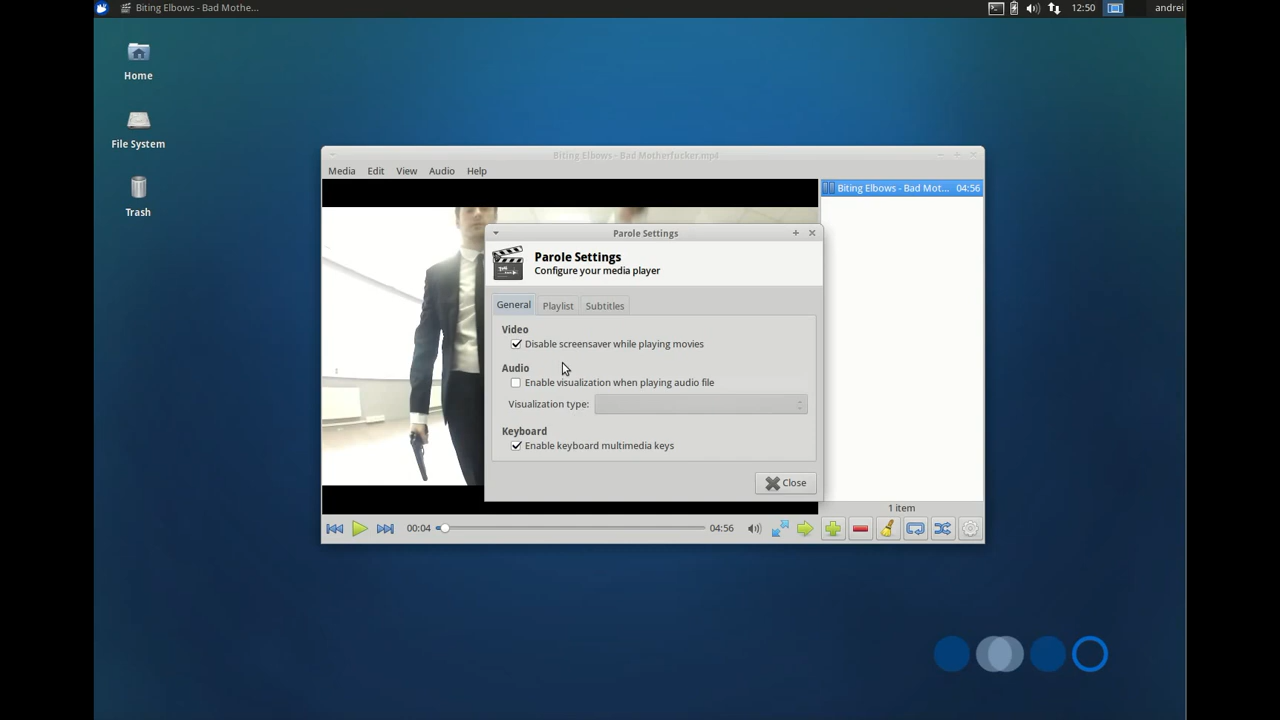 Biting Elbows - Bad Mothe...
12:50
andrei
Home
File System
Trash
Biting Elbows - Bad Motherfucker.mp4
Media Edit View Audio Help
Biting Elbows - Bad Mot... 04:56
Parole Settings
Parole Settings
Configure your media player
General Playlist Subtitles
Video
Disable screensaver while playing movies
Audio
Enable visualization when playing audio file
Visualization type:
Keyboard
Enable keyboard multimedia keys
Close
1 item
00:04 04:56